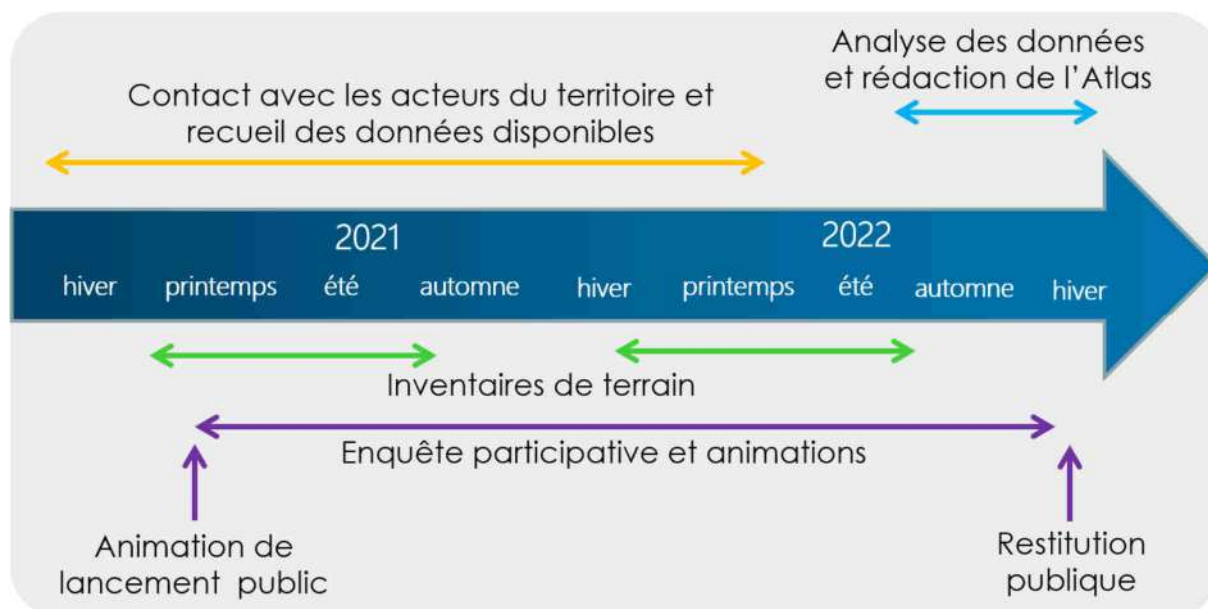 Analyse des données
et rédaction de l'Atlas
Contact avec les acteurs du territoire et
recueil des données disponibles
2021
2022
hiver printemps été automne hiver printemps été automne hiver
Inventaires de terrain
Enquête participative et animations
Animation de
lancement public
Restitution
publique